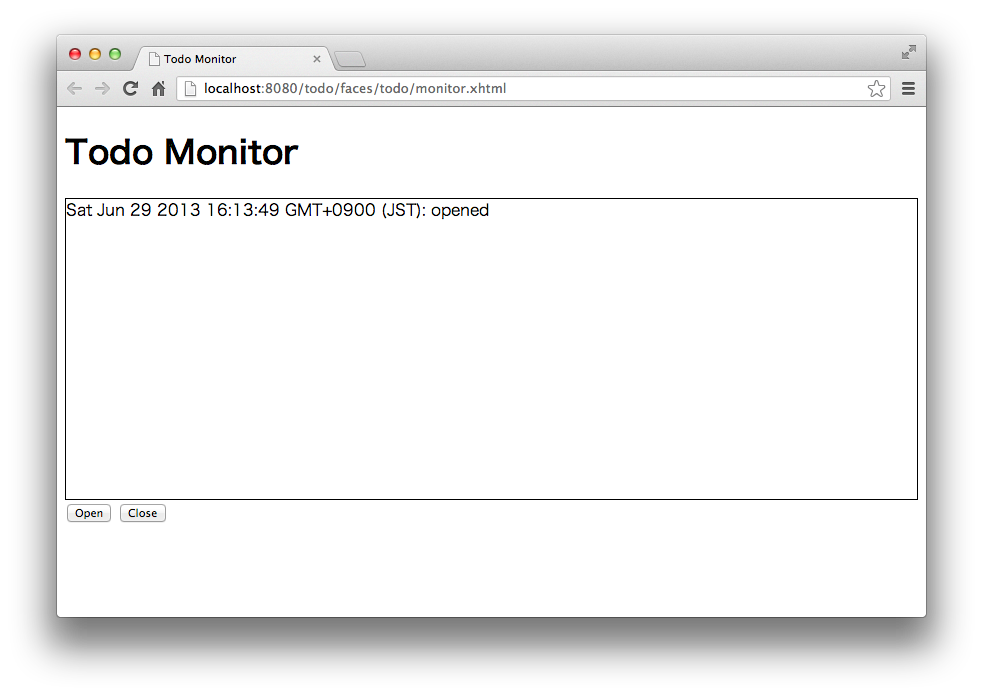 Todo Monitor
localhost:8080/todo/faces/todo/monitor.xhtml
Todo Monitor
Sat Jun 29 2013 16:13:49 GMT+0900 (JST): opened
Open Close